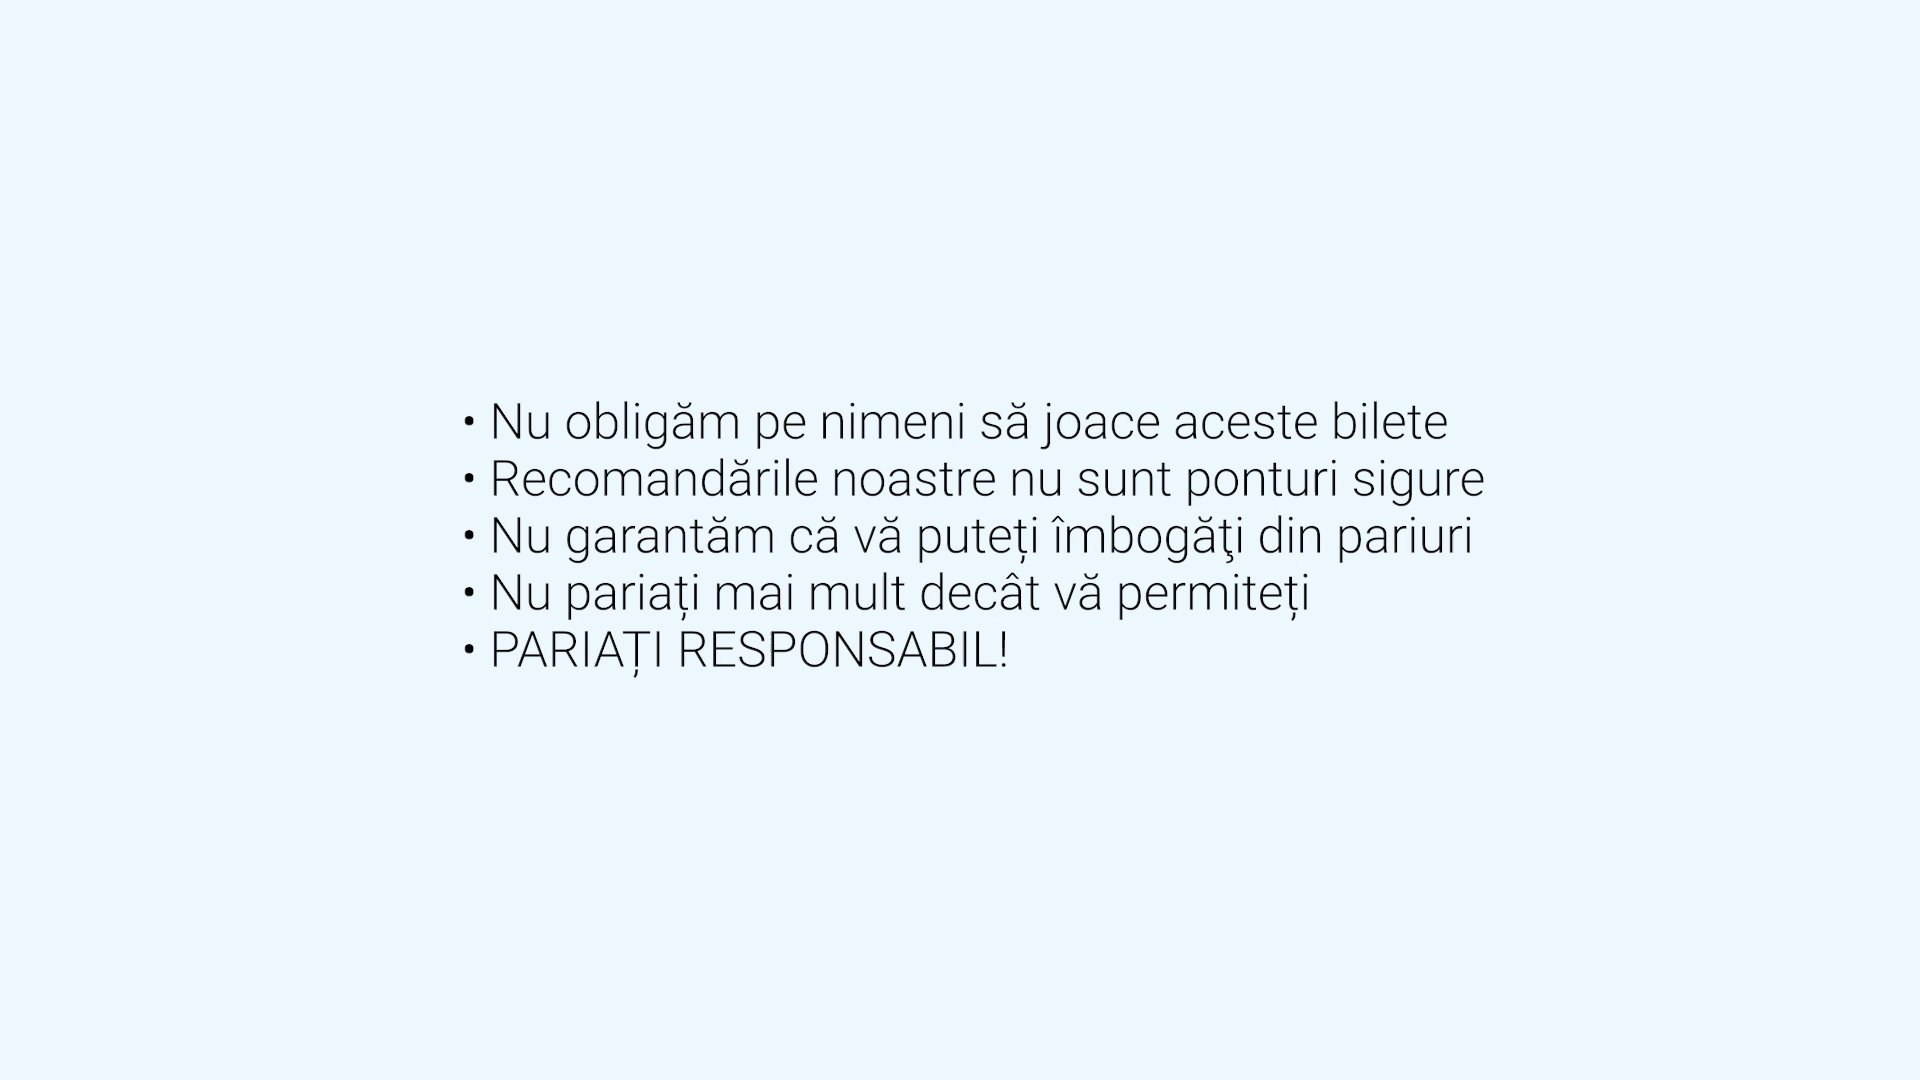 • Nu obligăm pe nimeni să joace aceste bilete
• Recomandările noastre nu sunt ponturi sigure
• Nu garantăm că vă puteți îmbogăţi din pariuri
• Nu pariați mai mult decât vă permiteți
• PARIAȚI RESPONSABIL!